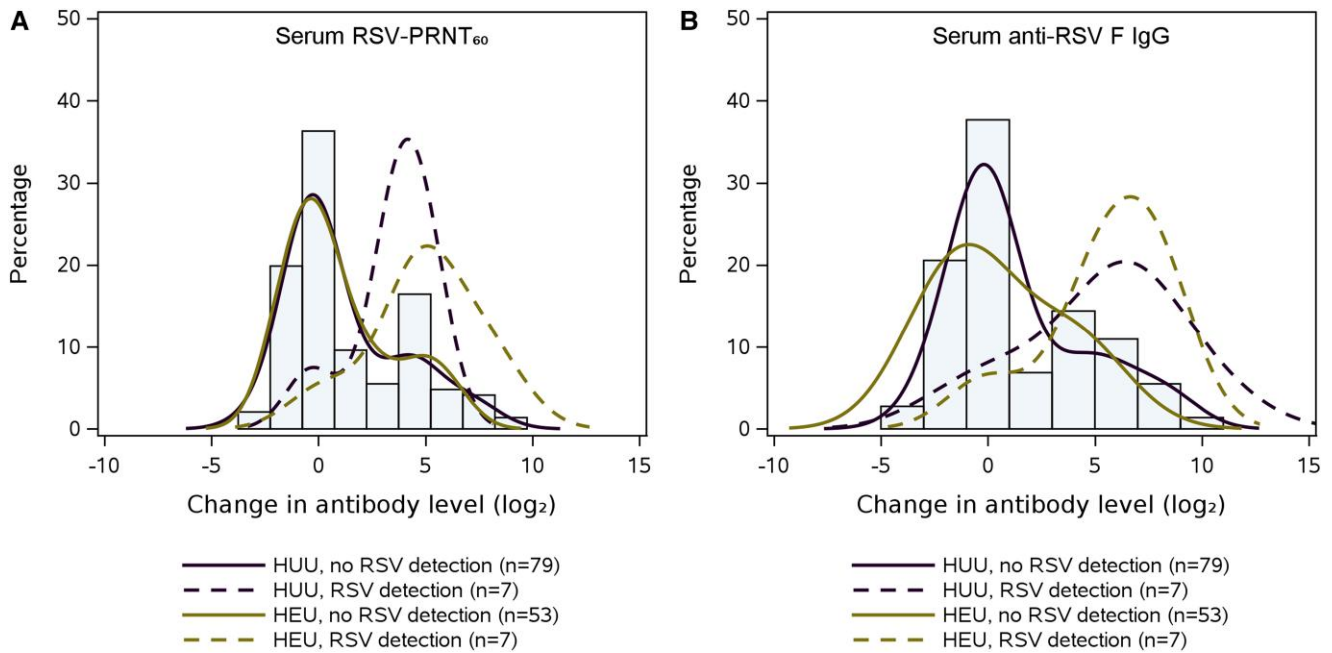 A
Serum RSV-PRNT₆₀
50
40
30
20
10
0
Percentage
-10 -5 0 5 10 15
Change in antibody level (log₂)
HUU, no RSV detection (n=79)
HUU, RSV detection (n=7)
HEU, no RSV detection (n=53)
HEU, RSV detection (n=7)
B
Serum anti-RSV F IgG
50
40
30
20
10
0
Percentage
-10 -5 0 5 10 15
Change in antibody level (log₂)
HUU, no RSV detection (n=79)
HUU, RSV detection (n=7)
HEU, no RSV detection (n=53)
HEU, RSV detection (n=7)